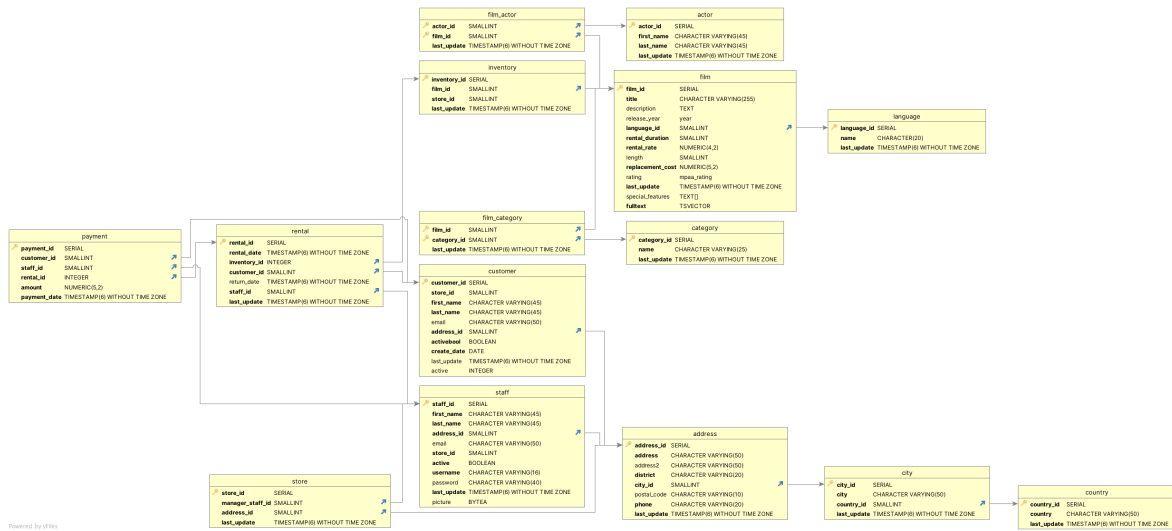 film_actor
actor_id SMALLINT
film_id SMALLINT
last_update TIMESTAMP(6) WITHOUT TIME ZONE
actor
actor_id SERIAL
first_name CHARACTER VARYING(45)
last_name CHARACTER VARYING(45)
last_update TIMESTAMP(6) WITHOUT TIME ZONE
inventory
inventory_id SERIAL
film_id SMALLINT
store_id SMALLINT
last_update TIMESTAMP(6) WITHOUT TIME ZONE
film
film_id SERIAL
title CHARACTER VARYING(255)
description TEXT
release_year year
language_id SMALLINT
rental_duration SMALLINT
rental_rate NUMERIC(4,2)
length SMALLINT
replacement_cost NUMERIC(5,2)
rating mpaa_rating
last_update TIMESTAMP(6) WITHOUT TIME ZONE
special_features TEXT[]
fulltext TSVECTOR
language
language_id SERIAL
name CHARACTER(20)
last_update TIMESTAMP(6) WITHOUT TIME ZONE
film_category
film_id SMALLINT
category_id SMALLINT
last_update TIMESTAMP(6) WITHOUT TIME ZONE
category
category_id SERIAL
name CHARACTER VARYING(25)
last_update TIMESTAMP(6) WITHOUT TIME ZONE
payment
payment_id SERIAL
customer_id SMALLINT
staff_id SMALLINT
rental_id INTEGER
amount NUMERIC(5,2)
payment_date TIMESTAMP(6) WITHOUT TIME ZONE
rental
rental_id SERIAL
rental_date TIMESTAMP(6) WITHOUT TIME ZONE
inventory_id INTEGER
customer_id SMALLINT
return_date TIMESTAMP(6) WITHOUT TIME ZONE
staff_id SMALLINT
last_update TIMESTAMP(6) WITHOUT TIME ZONE
customer
customer_id SERIAL
store_id SMALLINT
first_name CHARACTER VARYING(45)
last_name CHARACTER VARYING(45)
email CHARACTER VARYING(50)
address_id SMALLINT
activebool BOOLEAN
create_date DATE
last_update TIMESTAMP(6) WITHOUT TIME ZONE
active INTEGER
staff
staff_id SERIAL
first_name CHARACTER VARYING(45)
last_name CHARACTER VARYING(45)
address_id SMALLINT
email CHARACTER VARYING(50)
store_id SMALLINT
active BOOLEAN
username CHARACTER VARYING(16)
password CHARACTER VARYING(40)
last_update TIMESTAMP(6) WITHOUT TIME ZONE
picture BYTEA
address
address_id SERIAL
address CHARACTER VARYING(50)
address2 CHARACTER VARYING(50)
district CHARACTER VARYING(20)
city_id SMALLINT
postal_code CHARACTER VARYING(10)
phone CHARACTER VARYING(20)
last_update TIMESTAMP(6) WITHOUT TIME ZONE
store
store_id SERIAL
manager_staff_id SMALLINT
address_id SMALLINT
last_update TIMESTAMP(6) WITHOUT TIME ZONE
city
city_id SERIAL
city CHARACTER VARYING(50)
country_id SMALLINT
last_update TIMESTAMP(6) WITHOUT TIME ZONE
country
country_id SERIAL
country CHARACTER VARYING(50)
last_update TIMESTAMP(6) WITHOUT TIME ZONE
Powered by yFiles